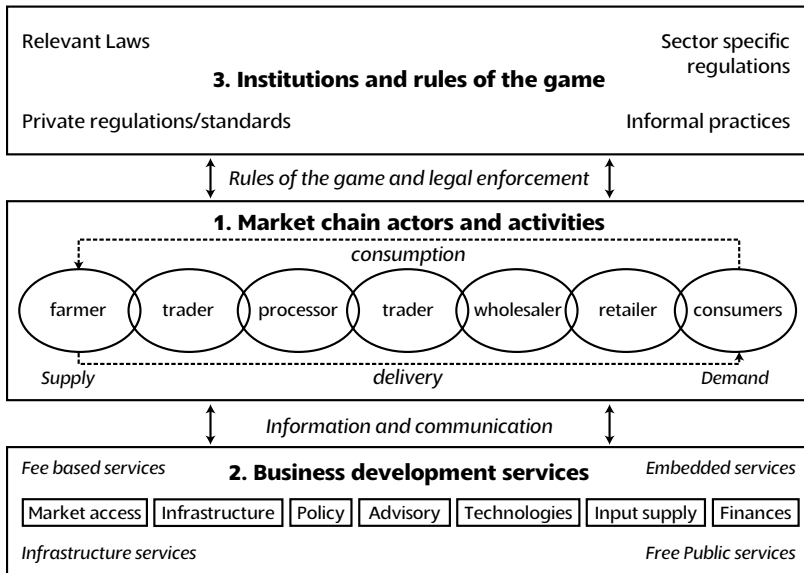 Relevant Laws
Sector specific
regulations
3. Institutions and rules of the game
Private regulations/standards
Informal practices
Rules of the game and legal enforcement
1. Market chain actors and activities
consumption
farmer
trader
processor
trader
wholesaler
retailer
consumers
Supply
delivery
Demand
Information and communication
Fee based services
2. Business development services
Embedded services
Market access
Infrastructure
Policy
Advisory
Technologies
Input supply
Finances
Infrastructure services
Free Public services